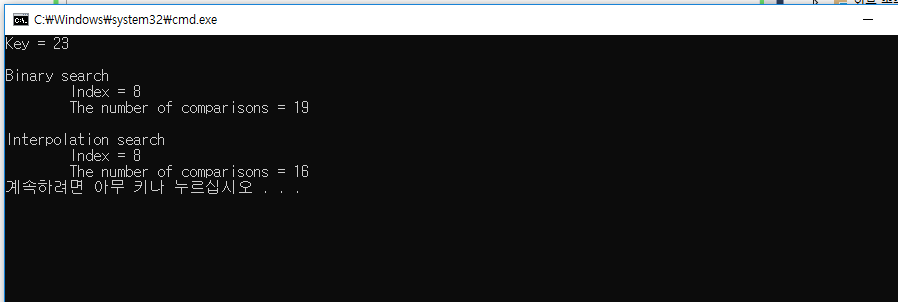 C:₩Windows₩system32₩cmd.exe
Key = 23
Binary search
Index = 8
The number of comparisons = 19
Interpolation search
Index = 8
The number of comparisons = 16
계속하려면 아무 키나 누르십시오 . . .